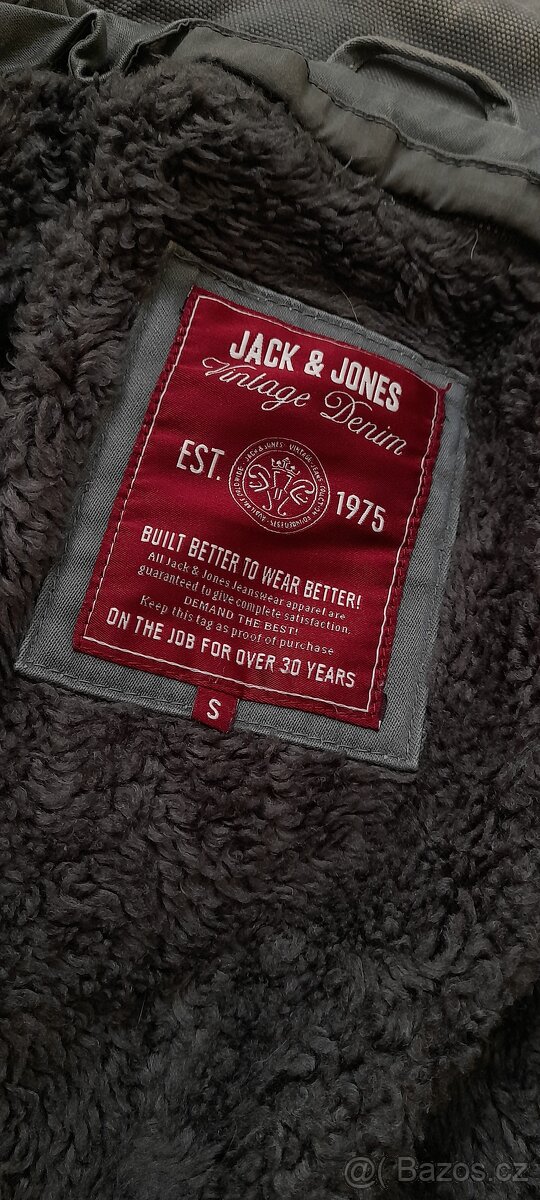 JACK & JONES
Vintage Denim
EST.
1975
BUILT BETTER TO WEAR BETTER!
All Jack & Jones Jeanswear apparel are
guaranteed to give complete satisfaction.
DEMAND THE BEST!
Keep this tag as proof of purchase
ON THE JOB FOR OVER 30 YEARS
S
@( Bazos.cz